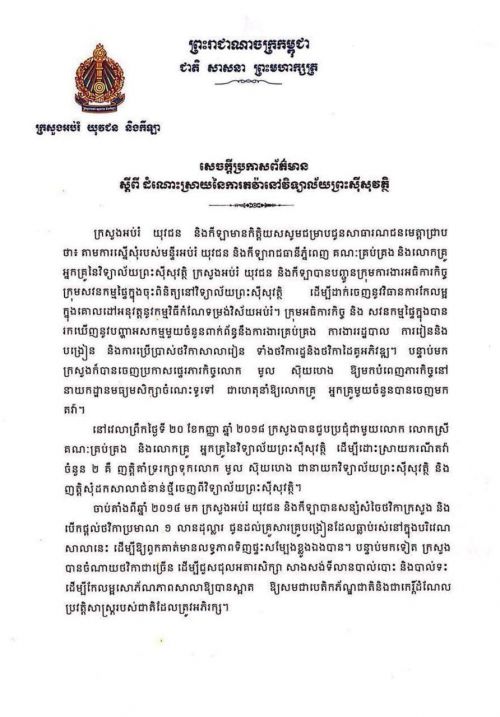 ព្រះរាជាណាចក្រកម្ពុជា
ជាតិ សាសនា ព្រះមហាក្សត្រ
ក្រសួងអប់រំ យុវជន និងកីឡា
សេចក្តីប្រកាសព័ត៌មាន
ស្តីពី ដំណោះស្រាយនៃការតវ៉ានៅវិទ្យាល័យព្រះស៊ីសុវត្ថិ
ក្រសួងអប់រំ យុវជន និងកីឡាមានកិត្តិយសសូមជម្រាបជូនសាធារណជនមេត្តាជ្រាប
ថា៖ តាមការស្នើសុំរបស់មន្ទីរអប់រំ យុវជន និងកីឡារាជធានីភ្នំពេញ គណៈគ្រប់គ្រង និងលោកគ្រូ
អ្នកគ្រូនៃវិទ្យាល័យព្រះស៊ីសុវត្ថិ ក្រសួងអប់រំ យុវជន និងកីឡាបានបញ្ជូនក្រុមការងារអធិការកិច្ច
ក្រុមសវនកម្មផ្ទៃក្នុងចុះពិនិត្យនៅវិទ្យាល័យព្រះស៊ីសុវត្ថិ ដើម្បីដាក់ចេញនូវវិធានការកែលម្អ
ក្នុងគោលដៅអនុវត្តនូវកម្មវិធីកំណែទម្រង់វិស័យអប់រំ។ ក្រុមអធិការកិច្ច និង សវនកម្មផ្ទៃក្នុងបាន
រកឃើញនូវបញ្ហាអសកម្មមួយចំនួនពាក់ព័ន្ធនឹងការងារគ្រប់គ្រង ការងាររដ្ឋបាល ការរៀននិង
បង្រៀន និងការប្រើប្រាស់ថវិកាសាលារៀន ទាំងថវិការដ្ឋនិងថវិកាដៃគូអភិវឌ្ឍ។ បន្ទាប់មក
ក្រសួងក៏បានចេញប្រកាសផ្ទេរភារកិច្ចលោក មូល ស៊ុយហេង ឱ្យមកបំពេញភារកិច្ចនៅ
នាយកដ្ឋានមធ្យមសិក្សាចំណេះទូទៅ ជាហេតុនាំឱ្យលោកគ្រូ អ្នកគ្រូមួយចំនួនបានចេញមក
តវ៉ា។
នៅវេលាព្រឹកថ្ងៃទី ២០ ខែកញ្ញា ឆ្នាំ ២០១៨ ក្រសួងបានជួបប្រជុំជាមួយលោក លោកស្រី
គណៈគ្រប់គ្រង និងលោកគ្រូ អ្នកគ្រូនៃវិទ្យាល័យព្រះស៊ីសុវត្ថិ ដើម្បីដោះស្រាយករណីតវ៉ា
ចំនួន ២ គឺ ញត្តិគាំទ្ររក្សាទុកលោក មូល ស៊ុយហេង ជានាយកវិទ្យាល័យព្រះស៊ីសុវត្ថិ និង
ញត្តិសុំដកសាលាជំនាន់ថ្មីចេញពីវិទ្យាល័យព្រះស៊ីសុវត្ថិ។
ចាប់តាំងពីឆ្នាំ ២០១៤ មក ក្រសួងអប់រំ យុវជន និងកីឡាបានសន្សំសំចៃថវិកាក្រសួង និង
បើកផ្តល់ថវិកាប្រមាណ ១ លានដុល្លារ ជូនដល់គ្រួសារគ្រូបង្រៀនដែលធ្លាប់រស់នៅក្នុងបរិវេណ
សាលានេះ ដើម្បីឱ្យពួកគាត់មានលទ្ធភាពទិញផ្ទះសម្បែងខ្លួនឯងបាន។ បន្ទាប់មកទៀត ក្រសួង
បានចំណាយថវិកាជាច្រើន ដើម្បីជួសជុលអគារសិក្សា សាងសង់ទីលានបាល់បោះ និងបាល់ទះ
ដើម្បីកែលម្អសោភ័ណភាពសាលាឱ្យបានស្អាត ឱ្យសមជាបេតិកភ័ណ្ឌជាតិនិងជាកេរ្តិ៍ដំណែល
ប្រវត្តិសាស្ត្ររបស់ជាតិដែលត្រូវអភិរក្ស។